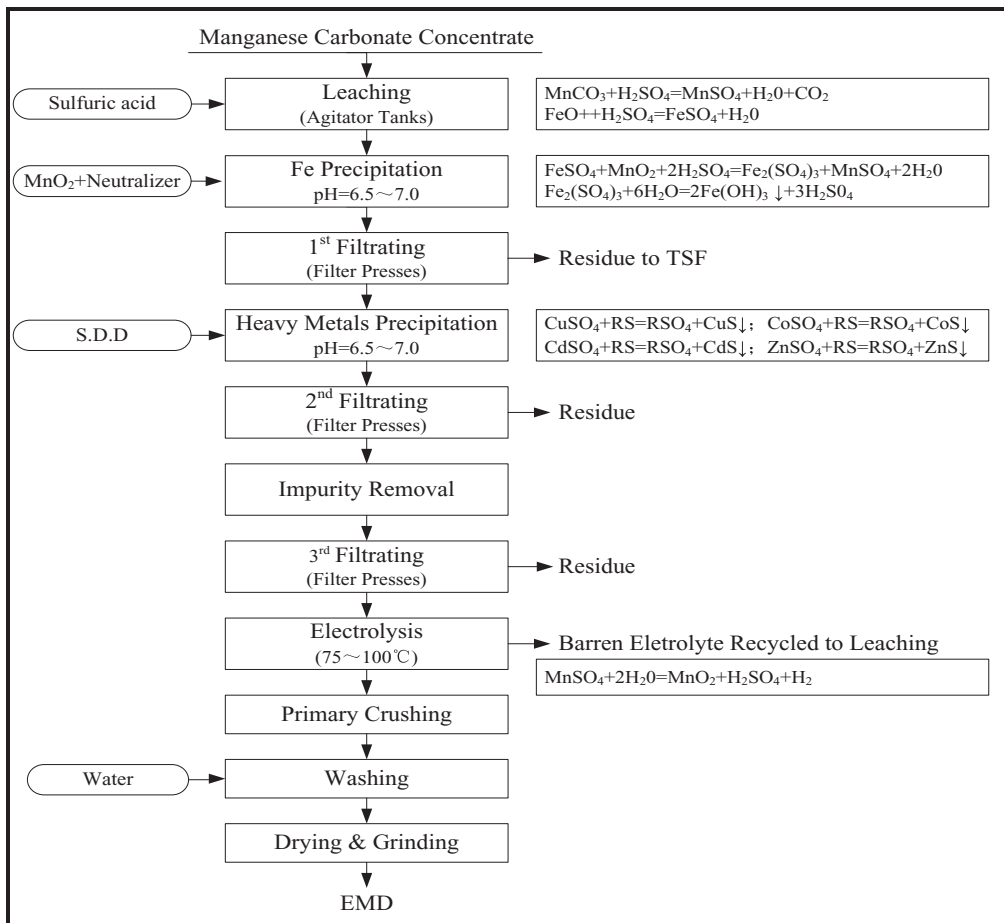 Manganese Carbonate Concentrate
Sulfuric acid
Leaching
(Agitator Tanks)
MnCO₃+H₂SO₄=MnSO₄+H₂0+CO₂
FeO++H₂SO₄=FeSO₄+H₂0
MnO₂+Neutralizer
Fe Precipitation
pH=6.5～7.0
FeSO₄+MnO₂+2H₂SO₄=Fe₂(SO₄)₃+MnSO₄+2H₂0
Fe₂(SO₄)₃+6H₂O=2Fe(OH)₃ ↓+3H₂S0₄
1st Filtrating
(Filter Presses)
Residue to TSF
S.D.D
Heavy Metals Precipitation
pH=6.5～7.0
CuSO₄+RS=RSO₄+CuS↓；CoSO₄+RS=RSO₄+CoS↓
CdSO₄+RS=RSO₄+CdS↓；ZnSO₄+RS=RSO₄+ZnS↓
2nd Filtrating
(Filter Presses)
Residue
Impurity Removal
3rd Filtrating
(Filter Presses)
Residue
Electrolysis
(75～100℃)
Barren Eletrolyte Recycled to Leaching
MnSO₄+2H₂0=MnO₂+H₂SO₄+H₂
Primary Crushing
Water
Washing
Drying & Grinding
EMD